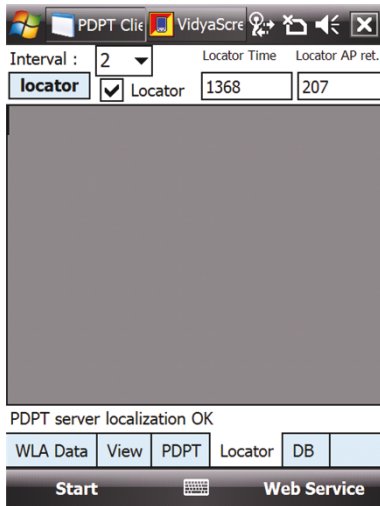 PDPT Clie VidyaScre
Interval : 2 Locator Time Locator AP ret.
locator Locator 1368 207
PDPT server localization OK
WLA Data View PDPT Locator DB
Start Web Service